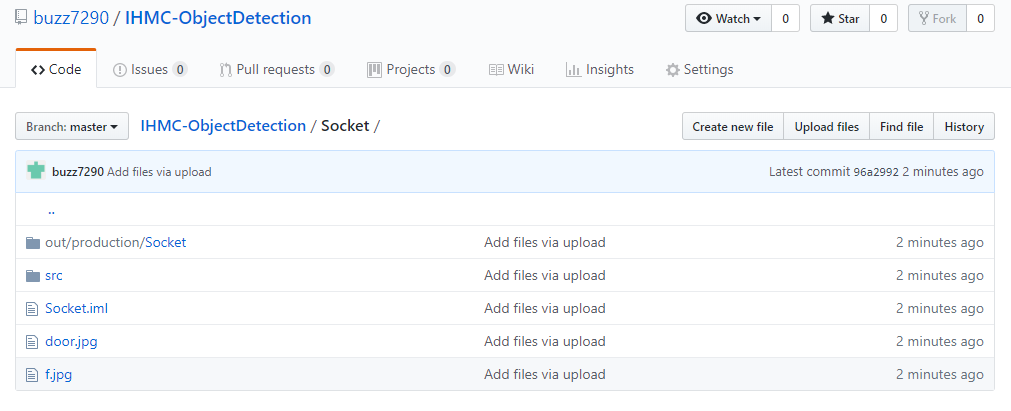 buzz7290 / IHMC-ObjectDetection Watch 0 Star 0 Fork 0
Code Issues 0 Pull requests 0 Projects 0 Wiki Insights Settings
Branch: master IHMC-ObjectDetection / Socket / Create new file Upload files Find file History
buzz7290 Add files via upload Latest commit 96a2992 2 minutes ago
..
out/production/Socket Add files via upload 2 minutes ago
src Add files via upload 2 minutes ago
Socket.iml Add files via upload 2 minutes ago
door.jpg Add files via upload 2 minutes ago
f.jpg Add files via upload 2 minutes ago